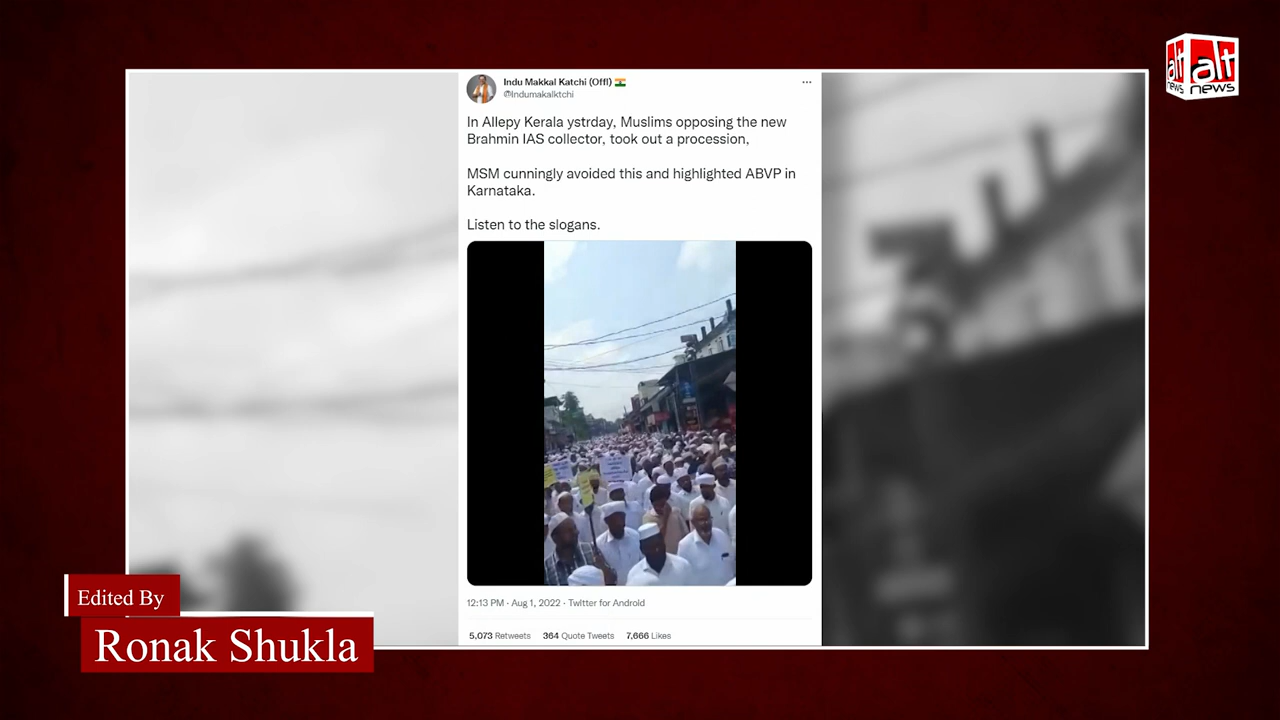 alt
news
alt
news
Indu Makkal Katchi (Offl)
@Indumakalktchi
In Allepy Kerala ystrday, Muslims opposing the new
Brahmin IAS collector, took out a procession,
MSM cunningly avoided this and highlighted ABVP in
Karnataka.
Listen to the slogans.
12:13 PM · Aug 1, 2022 · Twitter for Android
5,073 Retweets 364 Quote Tweets 7,666 Likes
Edited By
Ronak Shukla